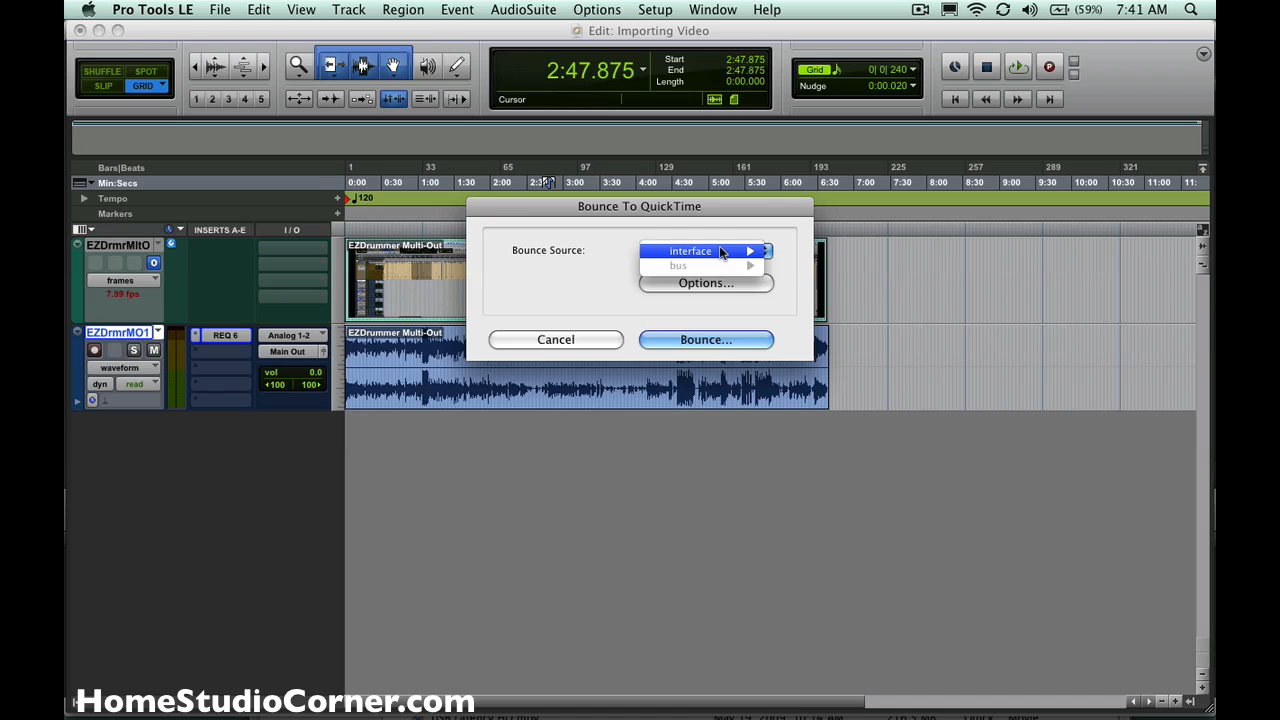 Pro Tools LE File Edit View Track Region Event AudioSuite Options Setup Window Help (59%) 7:41 AM
Edit: Importing Video
SHUFFLE SPOT
SLIP GRID
1 2 3 4 5
2:47.875
Start 2:47.875
End 2:47.875
Length 0:00.000
Cursor
Grid 0| 0| 240
Nudge 0:00.020
Bars|Beats 1 33 65 97 129 161 193 225 257 289 321
Min:Secs 0:00 0:30 1:00 1:30 2:00 3:00 3:30 4:00 4:30 5:00 5:30 6:00 6:30 7:00 7:30 8:00 8:30 9:00 9:30 10:00 10:30 11:
Tempo 120
Markers
Bounce To QuickTime
Bounce Source:
interface
bus
Options...
Cancel Bounce...
INSERTS A-E I / O
EZDrmrMltO EZDrummer Multi-Out
frames
7.99 fps
EZDrmrMO1 REQ 6 Analog 1-2 EZDrummer Multi-Out
S M Main Out
waveform
vol 0.0
dyn read 100 100
HomeStudioCorner.com